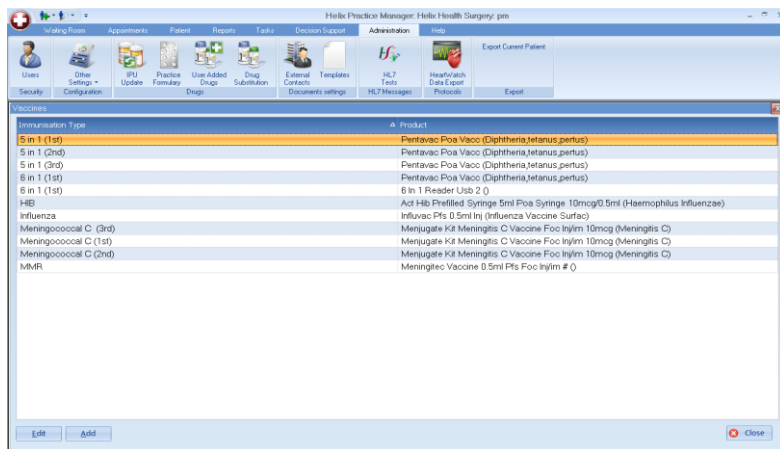 Helix Practice Manager: Helix Health Surgery: pm
Waiting Room Appointments Patient Reports Tasks Decision Support Administration Help
Users
Other Settings
IPU Update
Practice Formulary
User Added Drugs
Drug Substitution
External Contacts
Templates
HL7 Tests
HeartWatch Data Export
Export Current Patient
Security Configuration Drugs Documents settings HL7 Messages Protocols Export
Vaccines
Immunisation Type Product
5 in 1 (1st) Pentavac Poa Vacc (Diphtheria,tetanus,pertus)
5 in 1 (2nd) Pentavac Poa Vacc (Diphtheria,tetanus,pertus)
5 in 1 (3rd) Pentavac Poa Vacc (Diphtheria,tetanus,pertus)
6 in 1 (1st) Pentavac Poa Vacc (Diphtheria,tetanus,pertus)
6 in 1 (1st) 6 In 1 Reader Usb 2 ()
HIB Act Hib Prefilled Syringe 5ml Poa Syringe 10mcg/0.5ml (Haemophilus Influenzae)
Influenza Influvac Pfs 0.5ml Inj (Influenza Vaccine Surfac)
Meningococcal C (3rd) Menjugate Kit Meningitis C Vaccine Foc Inj/im 10mcg (Meningitis C)
Meningococcal C (1st) Menjugate Kit Meningitis C Vaccine Foc Inj/im 10mcg (Meningitis C)
Meningococcal C (2nd) Menjugate Kit Meningitis C Vaccine Foc Inj/im 10mcg (Meningitis C)
MMR Meningitec Vaccine 0.5ml Pfs Foc Inj/im # ()
Edit Add Close